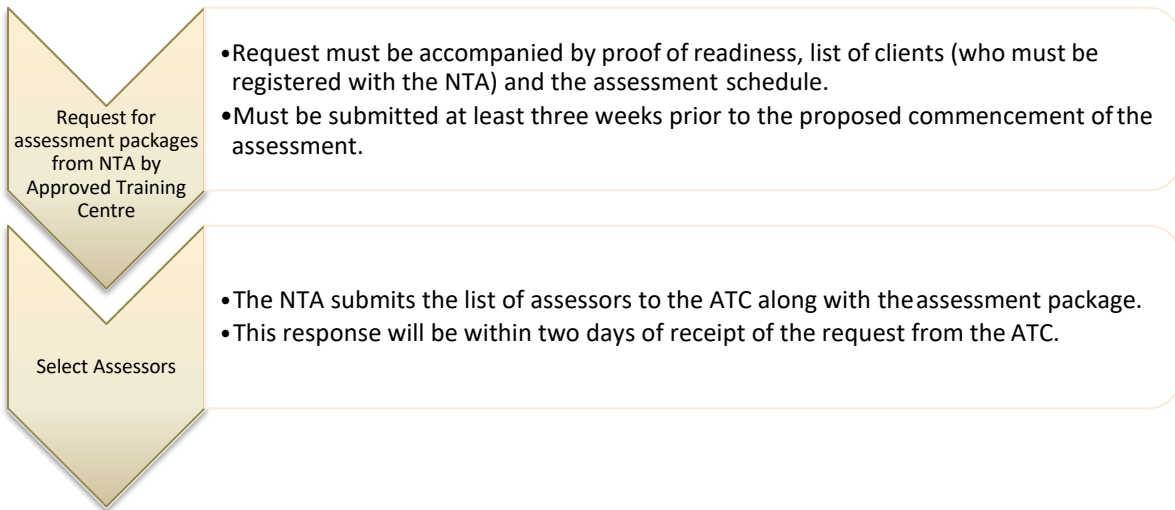 Request for
assessment packages
from NTA by
Approved Training
Centre
•Request must be accompanied by proof of readiness, list of clients (who must be
registered with the NTA) and the assessment schedule.
•Must be submitted at least three weeks prior to the proposed commencement of the
assessment.
Select Assessors
•The NTA submits the list of assessors to the ATC along with the assessment package.
•This response will be within two days of receipt of the request from the ATC.